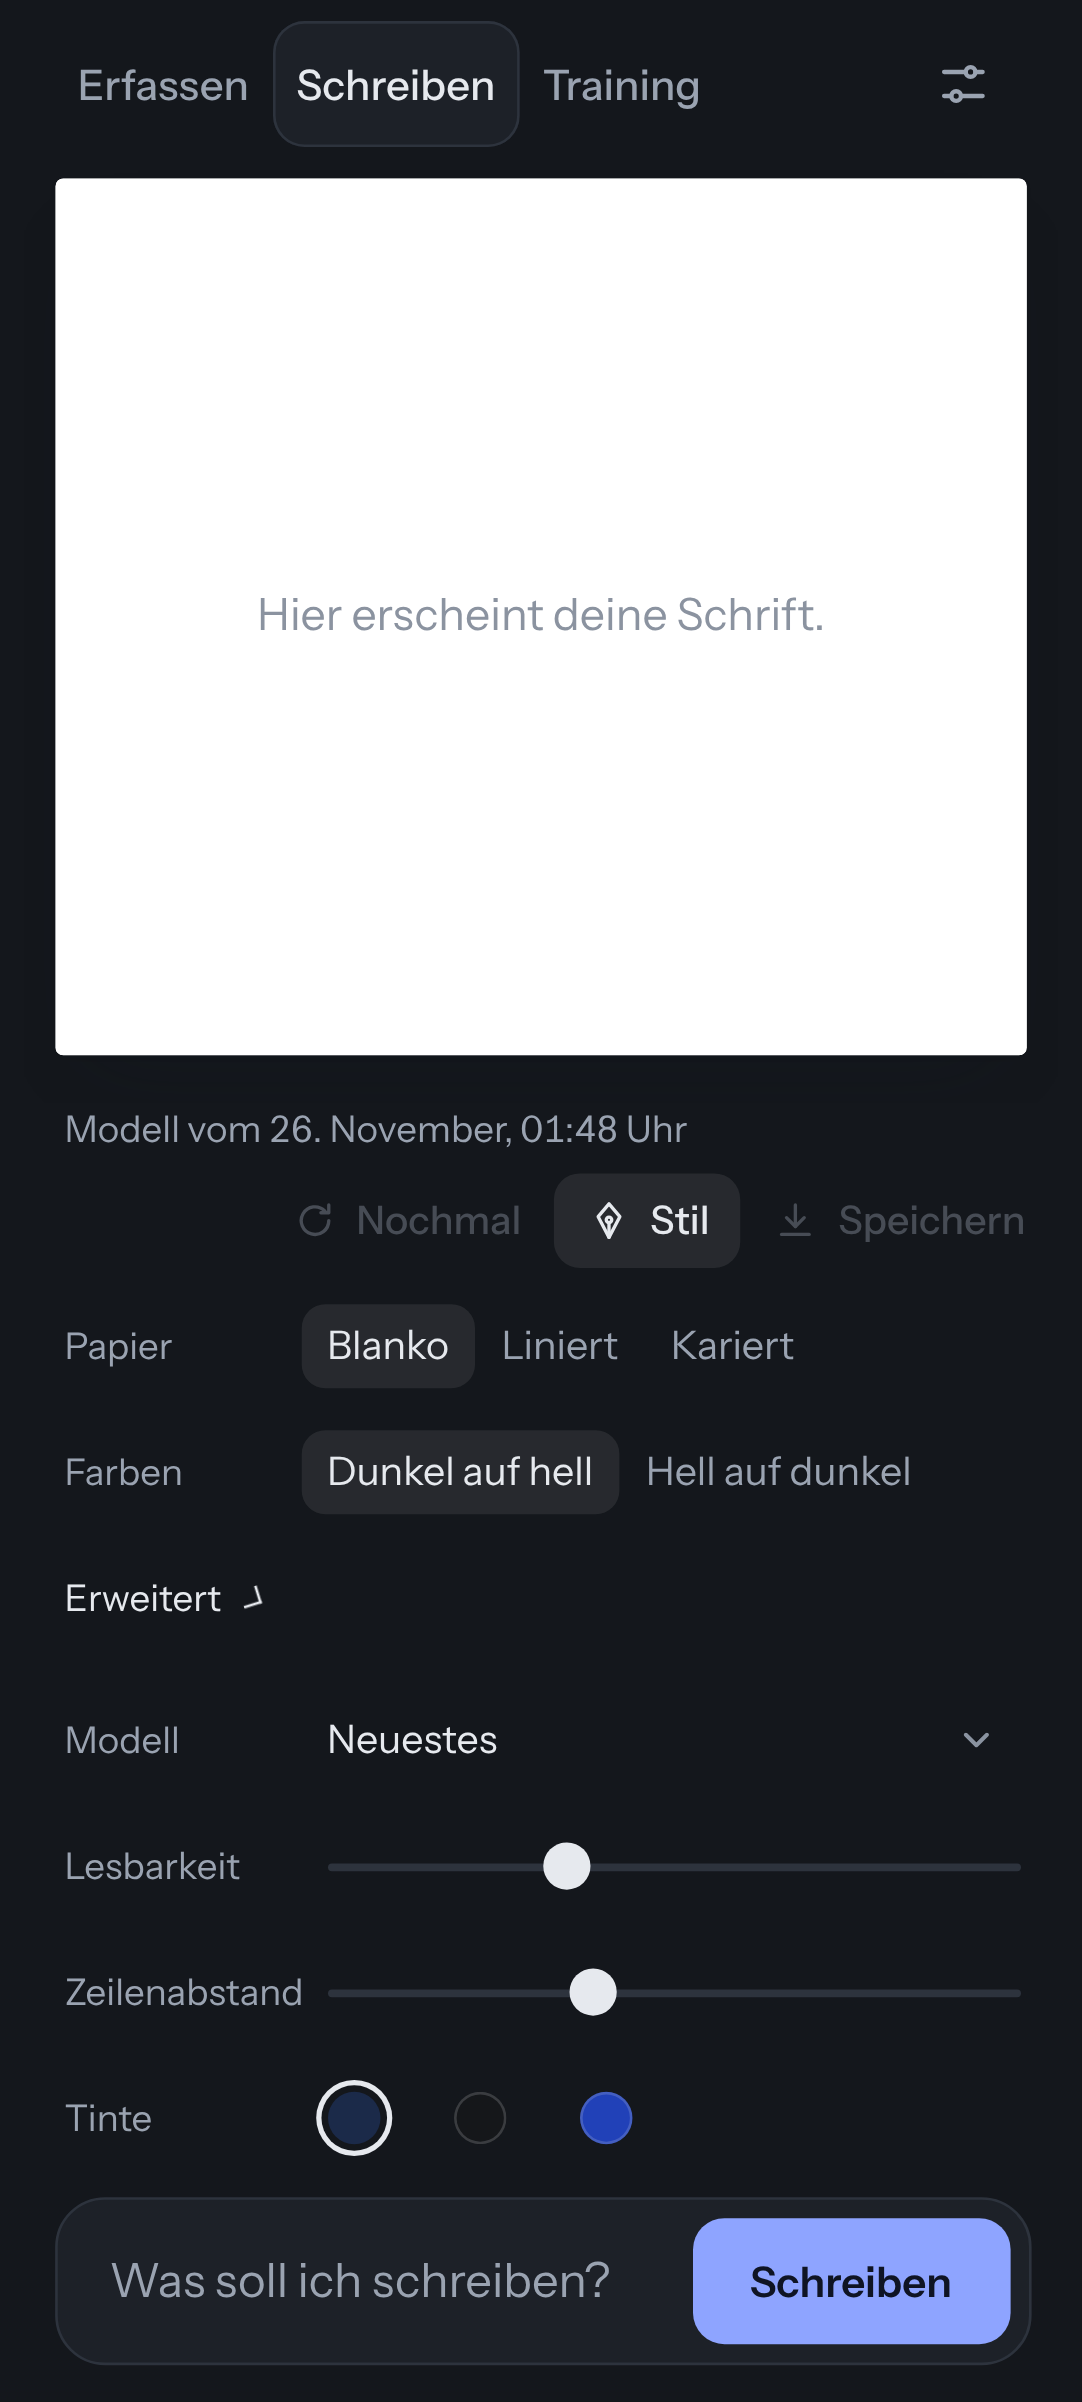 Erfassen Schreiben Training
Hier erscheint deine Schrift.
Modell vom 26. November, 01:48 Uhr
Nochmal Stil Speichern
Papier Blanko Liniert Kariert
Farben Dunkel auf hell Hell auf dunkel
Erweitert
Modell Neuestes
Lesbarkeit
Zeilenabstand
Tinte
Was soll ich schreiben? Schreiben